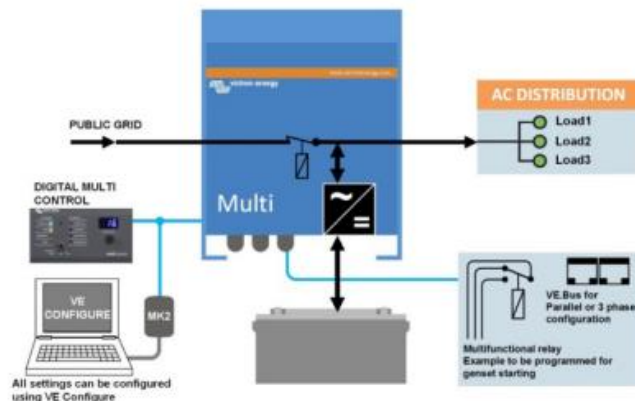 victron energy
AC DISTRIBUTION
Load1
Load2
Load3
PUBLIC GRID
DIGITAL MULTI
CONTROL
Multi
VE
CONFIGURE
MK2
VE.Bus for
Parallel or 3 phase
configuration
Multifunctional relay
Example to be programmed for
genset starting
All settings can be configured
using VE Configure